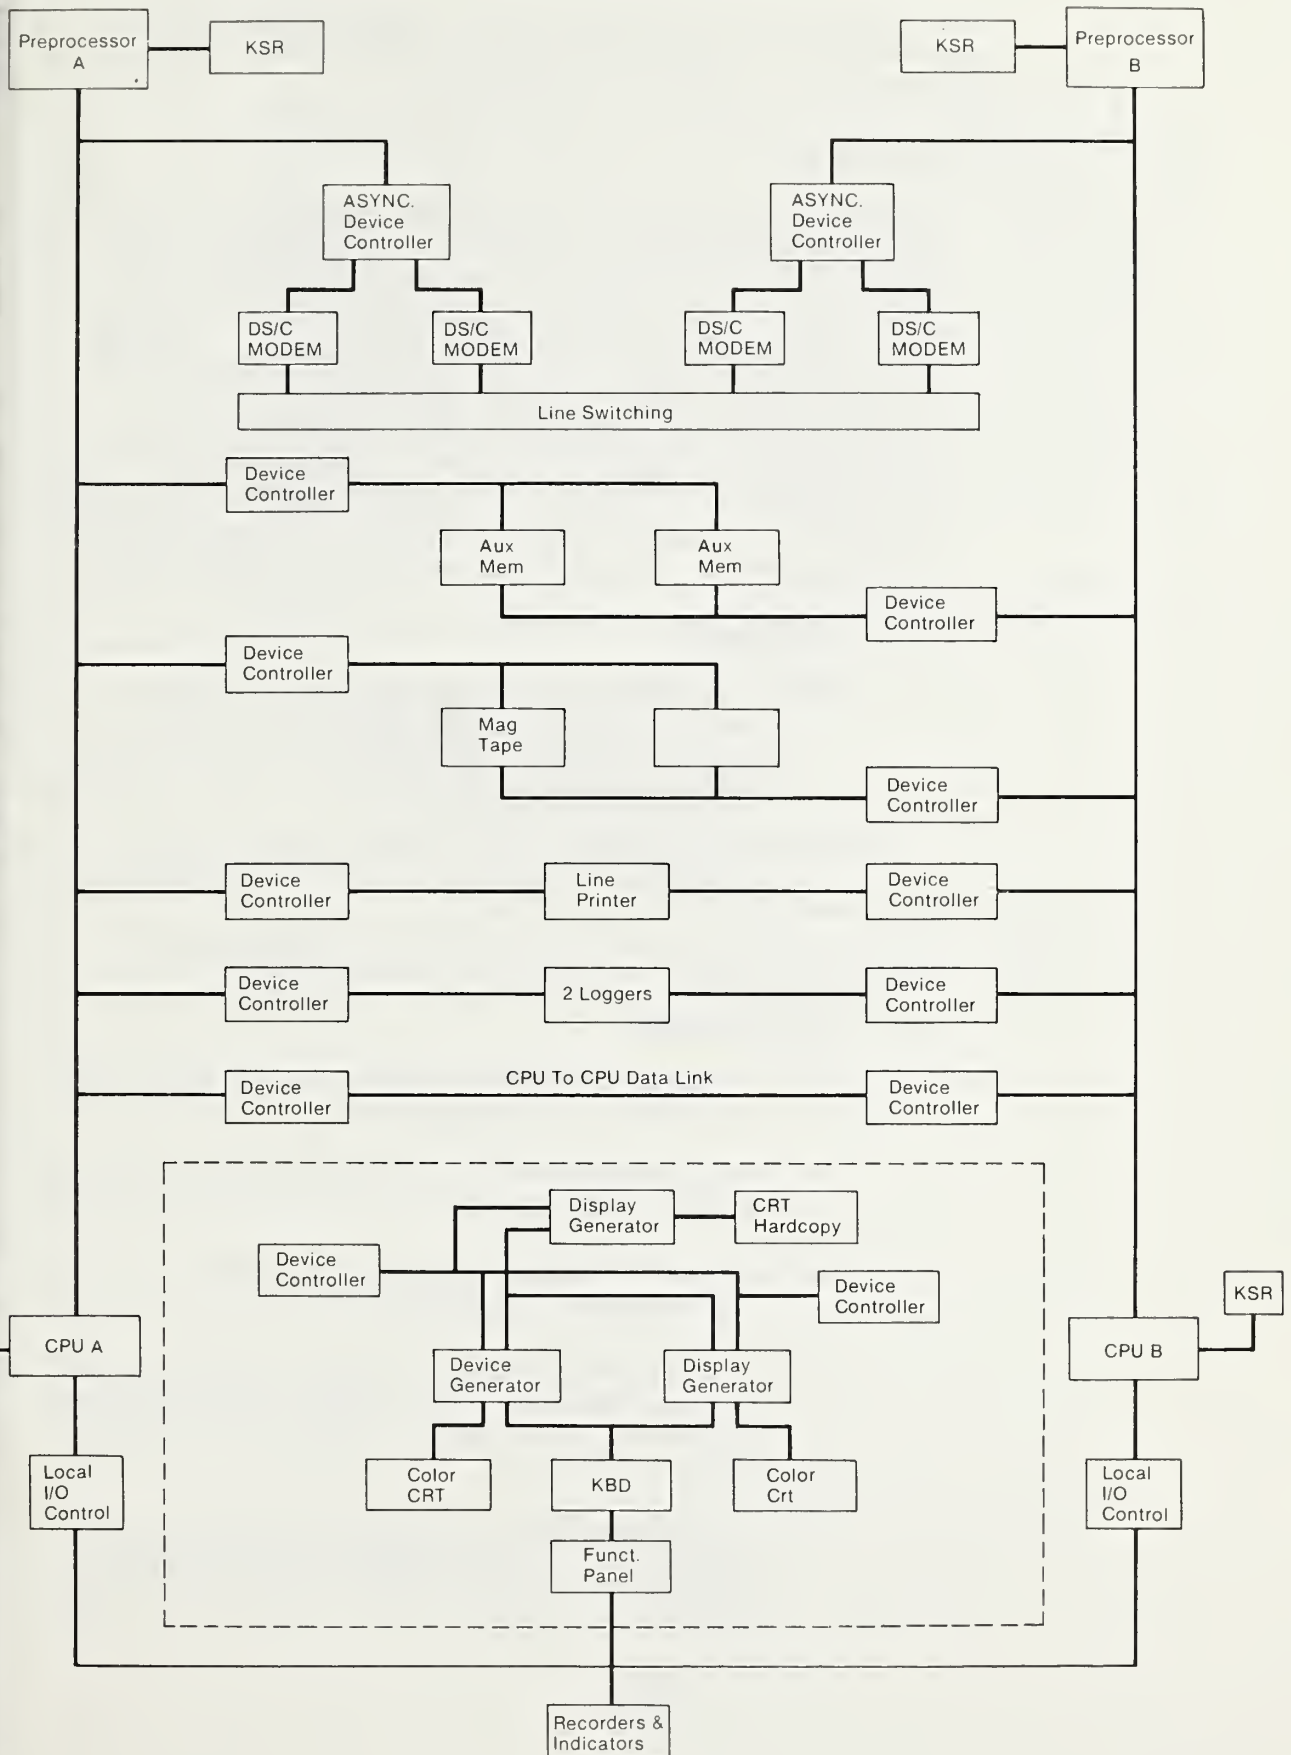 Preprocessor
A
KSR
KSR
Preprocessor
B
ASYNC.
Device
Controller
ASYNC.
Device
Controller
DS/C
MODEM
DS/C
MODEM
DS/C
MODEM
DS/C
MODEM
Line Switching
Device
Controller
Aux
Mem
Aux
Mem
Device
Controller
Device
Controller
Mag
Tape
Device
Controller
Device
Controller
Line
Printer
Device
Controller
Device
Controller
2 Loggers
Device
Controller
Device
Controller
CPU To CPU Data Link
Device
Controller
Display
Generator
CRT
Hardcopy
Device
Controller
Device
Controller
KSR
CPU A
CPU B
Device
Generator
Display
Generator
Local
I/O
Control
Color
CRT
KBD
Color
Crt
Local
I/O
Control
Funct.
Panel
Recorders &
Indicators